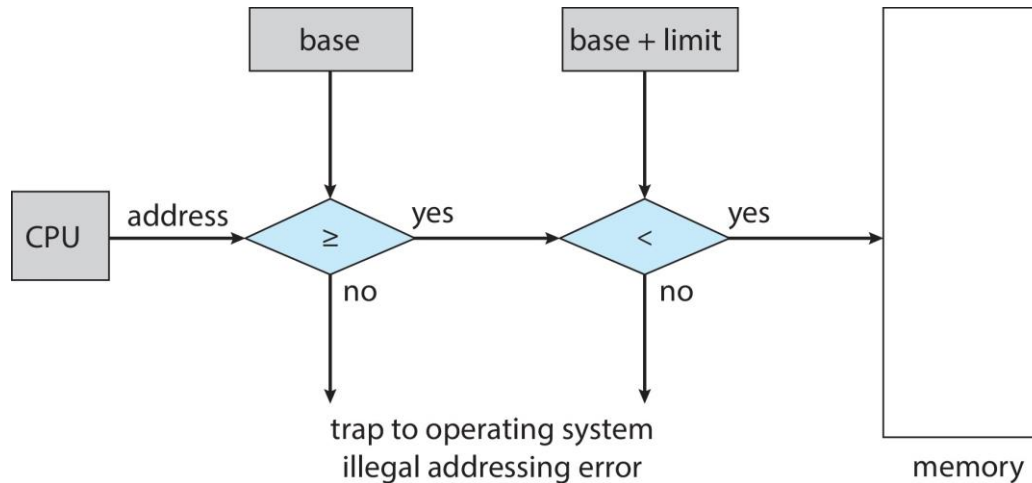 base
base + limit
CPU
address
≥
yes
<
yes
no
no
trap to operating system
illegal addressing error
memory